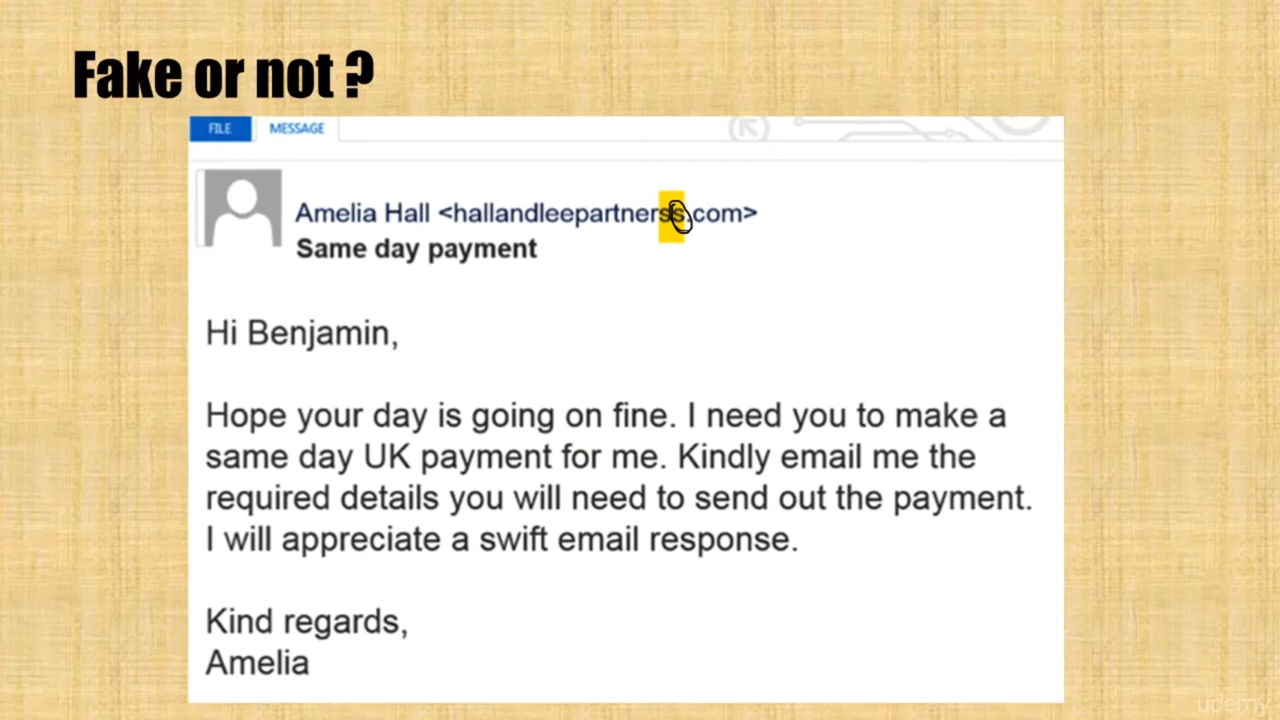 Fake or not ?
FILE MESSAGE
Amelia Hall <hallandleepartnerss.com>
Same day payment
Hi Benjamin,
Hope your day is going on fine. I need you to make a
same day UK payment for me. Kindly email me the
required details you will need to send out the payment.
I will appreciate a swift email response.
Kind regards,
Amelia
udemy